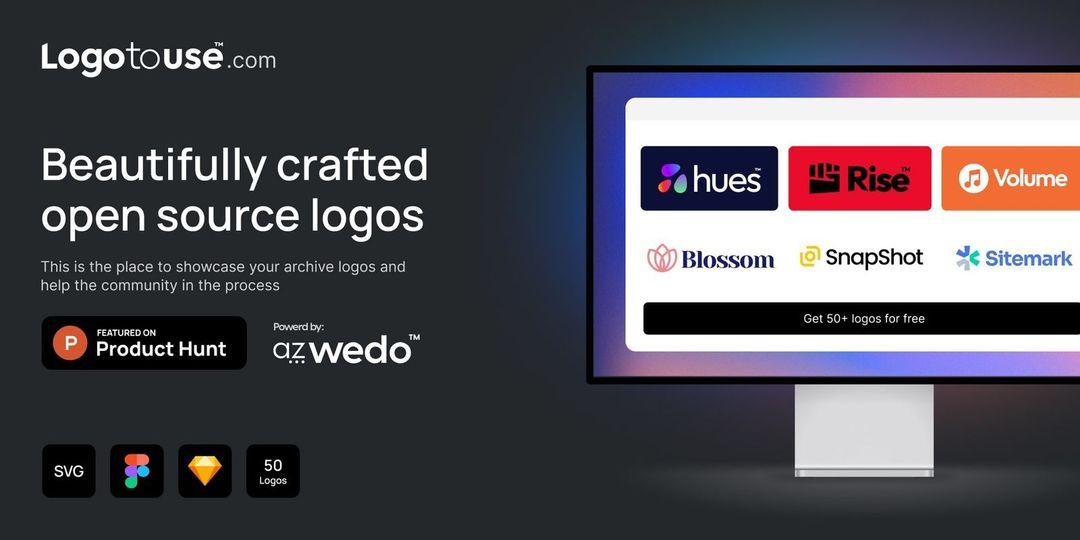 Logotouse™.com
Beautifully crafted
open source logos
This is the place to showcase your archive logos and
help the community in the process
P
FEATURED ON
Product Hunt
Powerd by:
azwedo™
SVG
50
Logos
hues™
Rise™
Volume
Blossom
SnapShot
Sitemark
Get 50+ logos for free